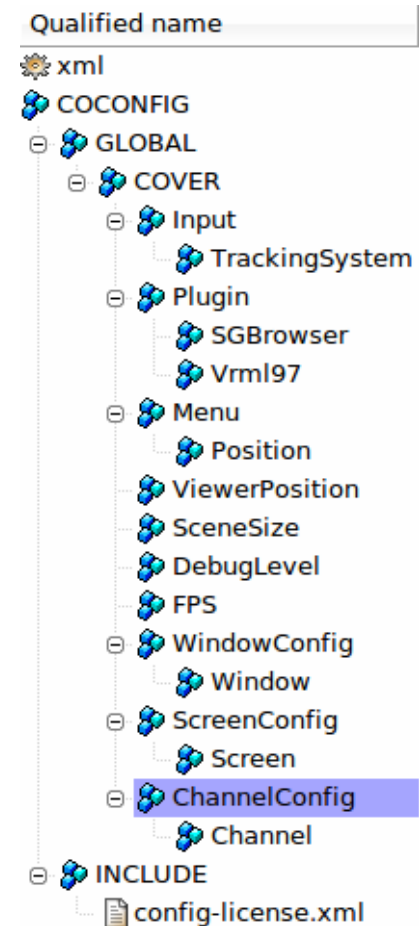 Qualified name
xml
COCONFIG
GLOBAL
COVER
Input
TrackingSystem
Plugin
SGBrowser
Vrml97
Menu
Position
ViewerPosition
SceneSize
DebugLevel
FPS
WindowConfig
Window
ScreenConfig
Screen
ChannelConfig
Channel
INCLUDE
config-license.xml